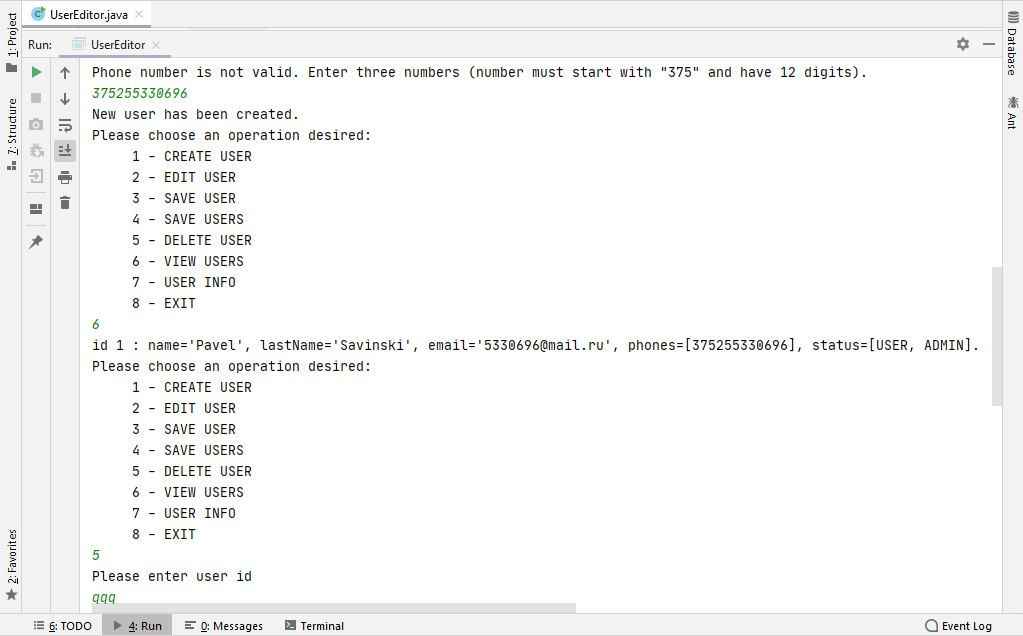 UserEditor.java
Run: UserEditor
1: Project
7: Structure
2: Favorites
Phone number is not valid. Enter three numbers (number must start with "375" and have 12 digits).
375255330696
New user has been created.
Please choose an operation desired:
1 - CREATE USER
2 - EDIT USER
3 - SAVE USER
4 - SAVE USERS
5 - DELETE USER
6 - VIEW USERS
7 - USER INFO
8 - EXIT
6
id 1 : name='Pavel', lastName='Savinski', email='5330696@mail.ru', phones=[375255330696], status=[USER, ADMIN].
Please choose an operation desired:
1 - CREATE USER
2 - EDIT USER
3 - SAVE USER
4 - SAVE USERS
5 - DELETE USER
6 - VIEW USERS
7 - USER INFO
8 - EXIT
5
Please enter user id
qqq
Database
Ant
6: TODO 4: Run 0: Messages Terminal Event Log